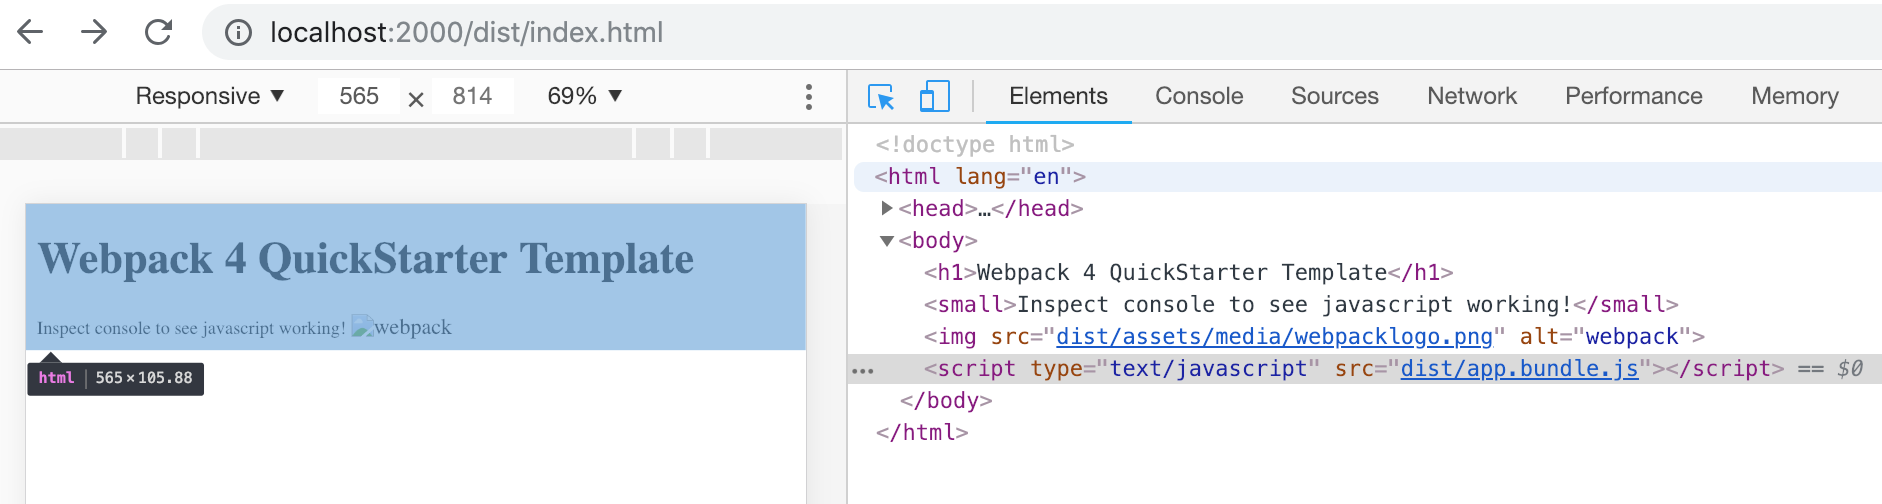 localhost:2000/dist/index.html
Responsive ▼ 565 × 814 69% ▼
Elements Console Sources Network Performance Memory
Webpack 4 QuickStarter Template
Inspect console to see javascript working! webpack
html 565×105.88
<!doctype html>
<html lang="en">
▶<head>…</head>
▼<body>
<h1>Webpack 4 QuickStarter Template</h1>
<small>Inspect console to see javascript working!</small>
<img src="dist/assets/media/webpacklogo.png" alt="webpack">
<script type="text/javascript" src="dist/app.bundle.js"></script> == $0
</body>
</html>